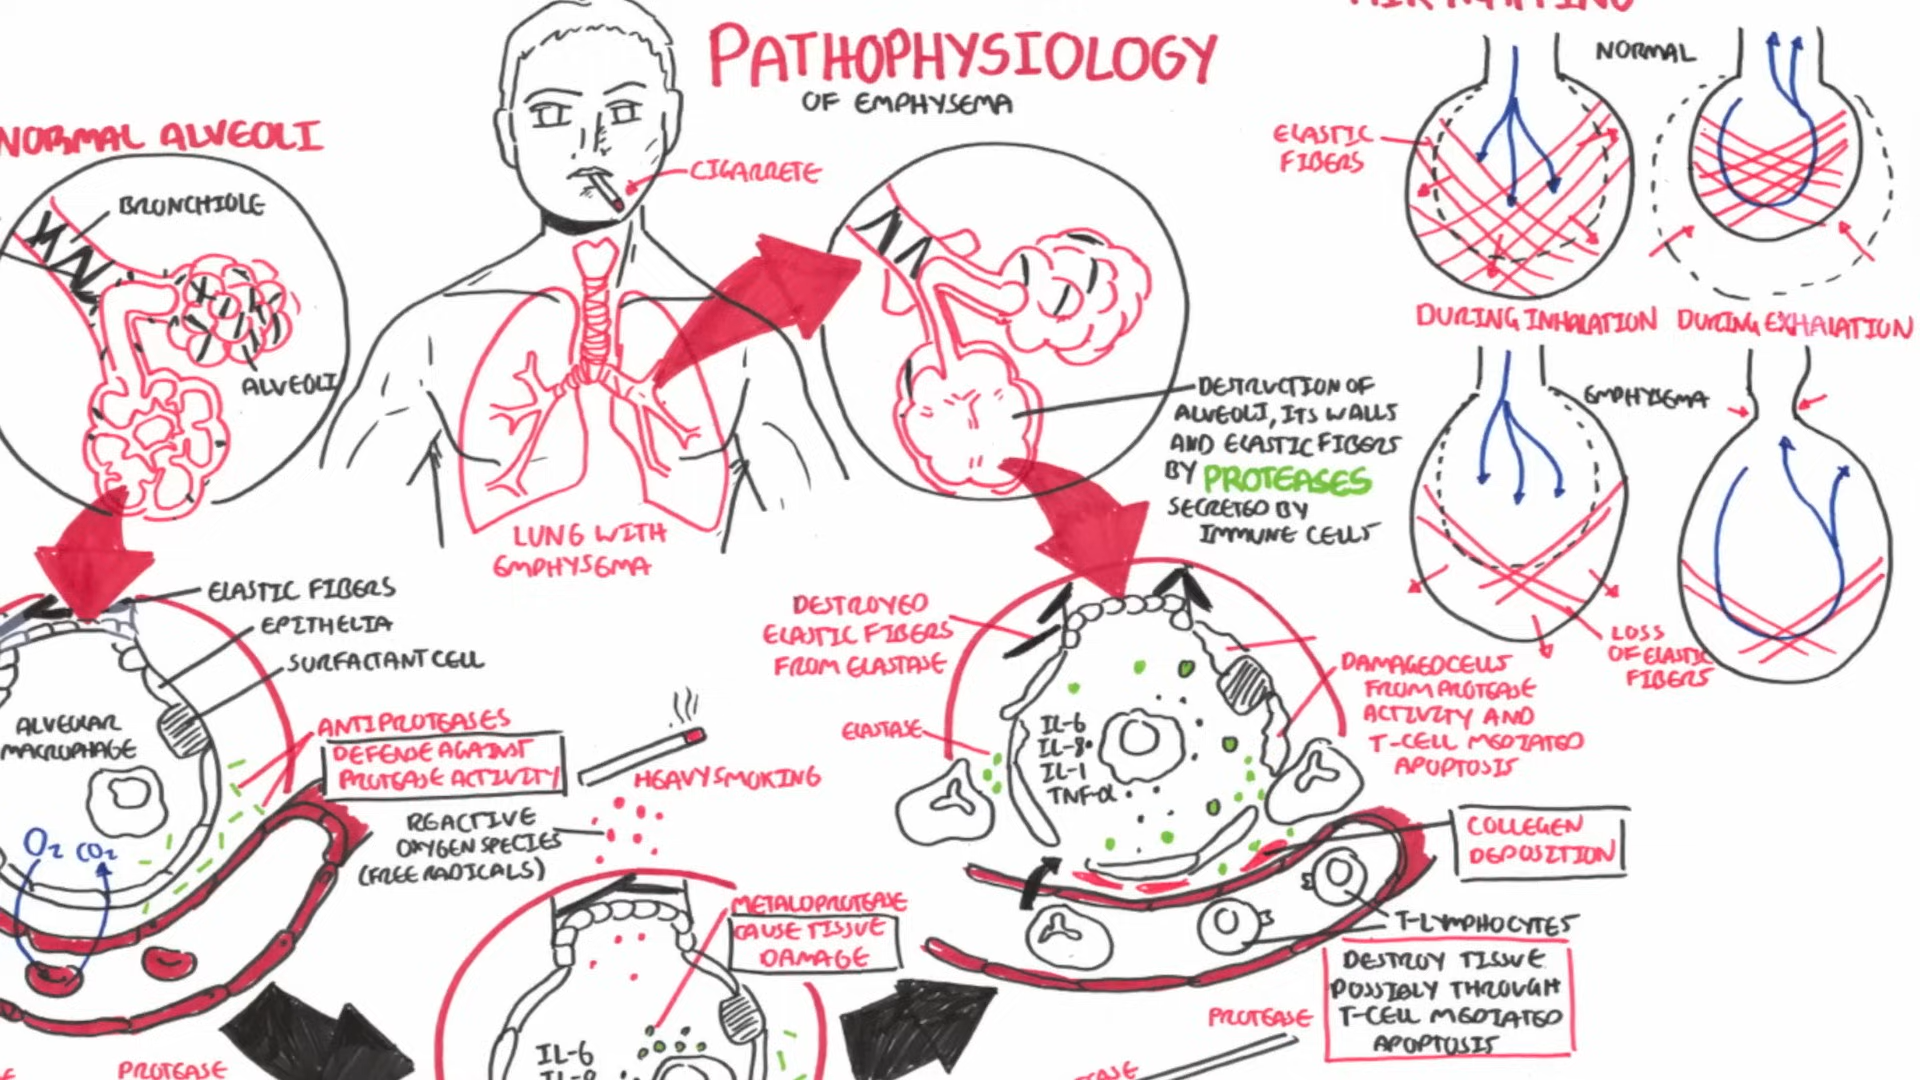 PATHOPHYSIOLOGY
OF EMPHYSEMA
NORMAL ALVEOLI
BRONCHIOLE
ALVEOLI
CIGARRETE
LUNG WITH
EMPHYSEMA
DESTRUCTION OF
ALVEOLI, ITS WALLS
AND ELASTIC FIBERS
BY PROTEASES
SECRETED BY
IMMUNE CELLS
NORMAL
ELASTIC
FIBERS
DURING INHALATION
DURING EXHALATION
EMPHYSEMA
LOSS
OF ELASTIC
FIBERS
ELASTIC FIBERS
EPITHELIA
SURFACTANT CELL
ALVEOLAR
MACROPHAGE
ANTIPROTEASES
DEFENSE AGAINST
PROTEASE ACTIVITY
O2 CO2
HEAVY SMOKING
REACTIVE
OXYGEN SPECIES
(FREE RADICALS)
METALOPROTEASE
CAUSE TISSUE
DAMAGE
IL-6
DESTROYED
ELASTIC FIBERS
FROM ELASTASE
ELASTASE
IL-6
IL-8
IL-1
TNF-α
DAMAGED CELLS
FROM PROTEASE
ACTIVITY AND
T-CELL MEDIATED
APOPTOSIS
COLLEGEN
DEPOSITION
T-LYMPHOCYTES
DESTROY TISSUE
POSSIBLY THROUGH
T-CELL MEDIATED
APOPTOSIS
PROTEASE
PROTEASE